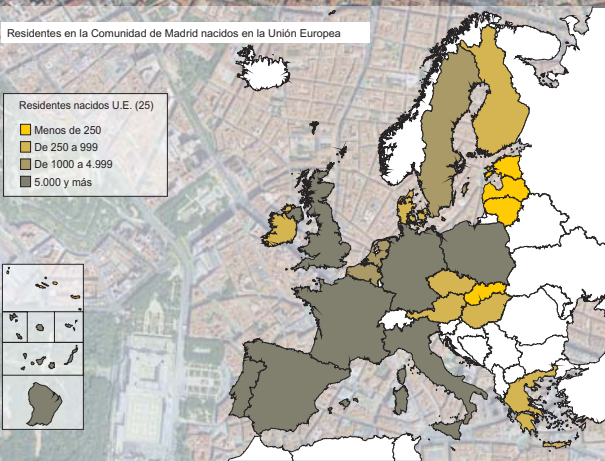 Residentes en la Comunidad de Madrid nacidos en la Unión Europea
Residentes nacidos U.E. (25)
Menos de 250
De 250 a 999
De 1000 a 4.999
5.000 y más